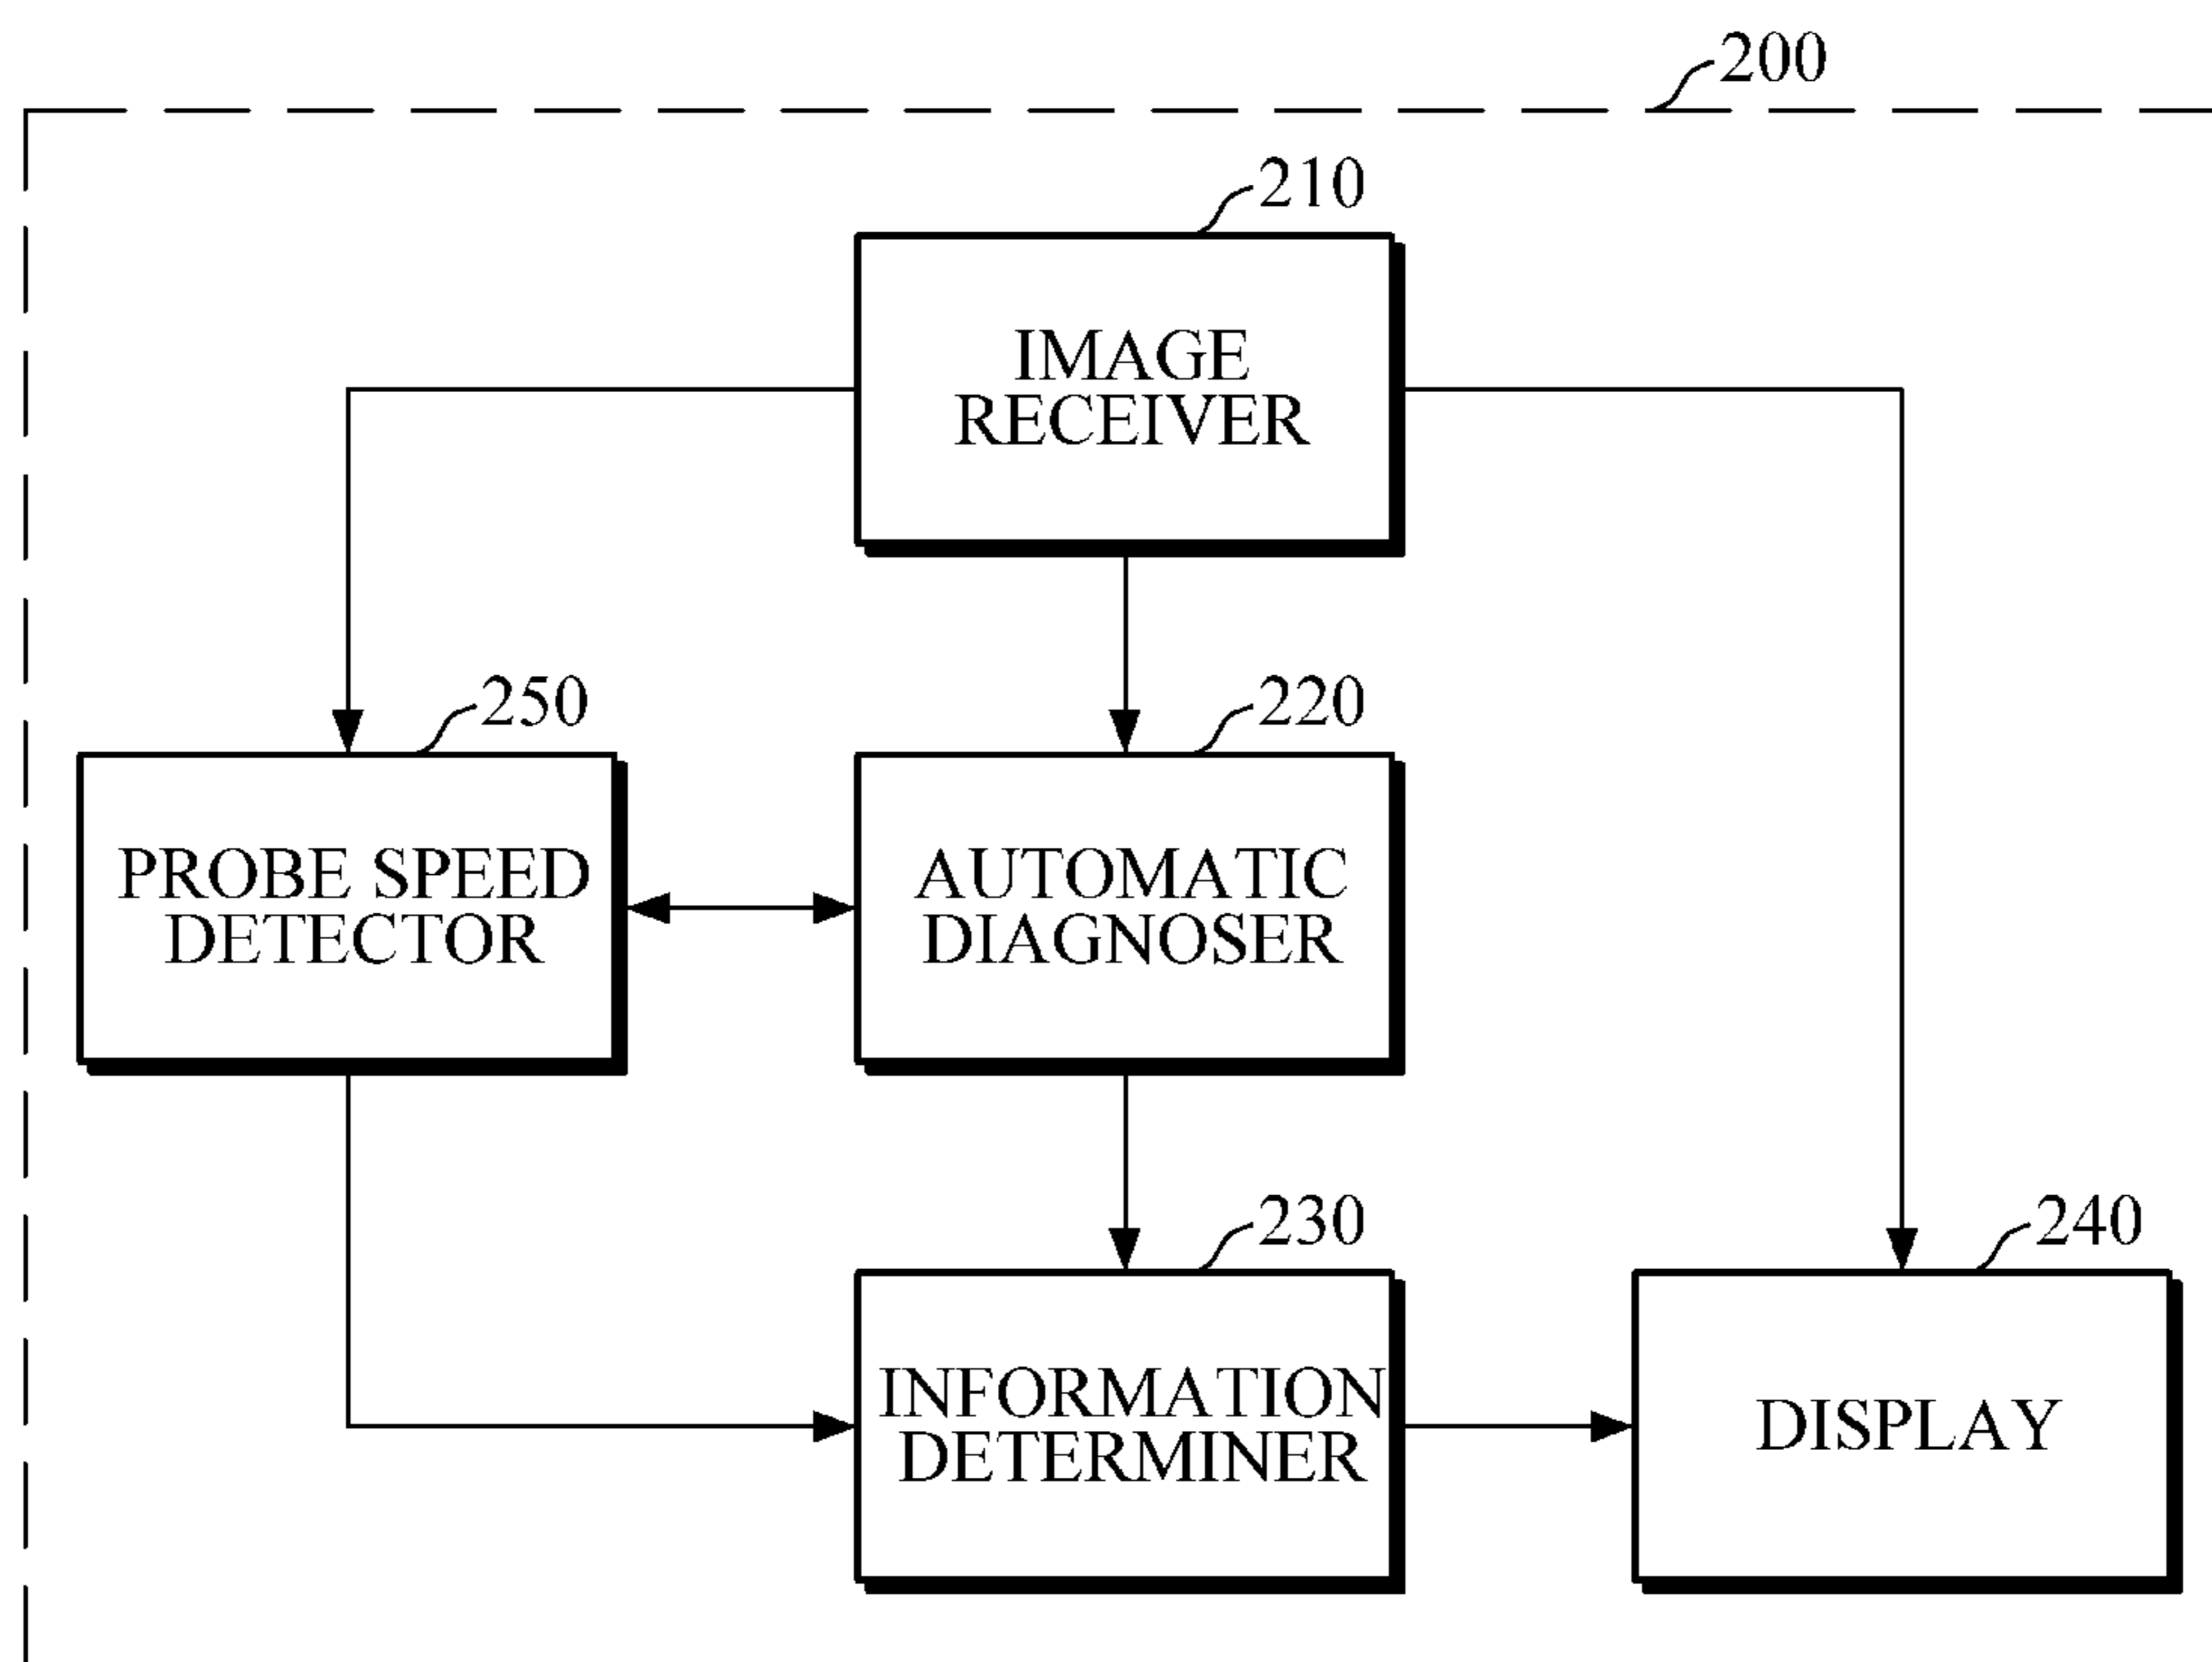 200
210
IMAGE
RECEIVER
250
220
PROBE SPEED
DETECTOR
AUTOMATIC
DIAGNOSER
230
240
INFORMATION
DETERMINER
DISPLAY